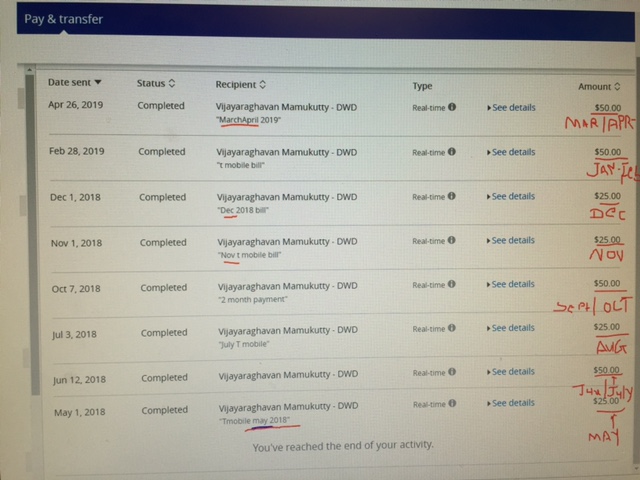 Pay & transfer
Date sent Status Recipient Type Amount
Apr 26, 2019 Completed Vijayaraghavan Mamukutty - DWD Real-time See details $50.00
"MarchApril 2019" MAR/APR
Feb 28, 2019 Completed Vijayaraghavan Mamukutty - DWD Real-time See details $50.00
"t mobile bill" JAN-Feb
Dec 1, 2018 Completed Vijayaraghavan Mamukutty - DWD Real-time See details $25.00
"Dec 2018 bill" DEC
Nov 1, 2018 Completed Vijayaraghavan Mamukutty - DWD Real-time See details $25.00
"Nov t mobile bill" NOV
Oct 7, 2018 Completed Vijayaraghavan Mamukutty - DWD Real-time See details $50.00
"2 month payment" Sept/OCT
Jul 3, 2018 Completed Vijayaraghavan Mamukutty - DWD Real-time See details $25.00
"July T mobile" AUG
Jun 12, 2018 Completed Vijayaraghavan Mamukutty - DWD Real-time See details $50.00
Jun/July
May 1, 2018 Completed Vijayaraghavan Mamukutty - DWD Real-time See details $25.00
"Tmobile may 2018" MAY
You've reached the end of your activity.